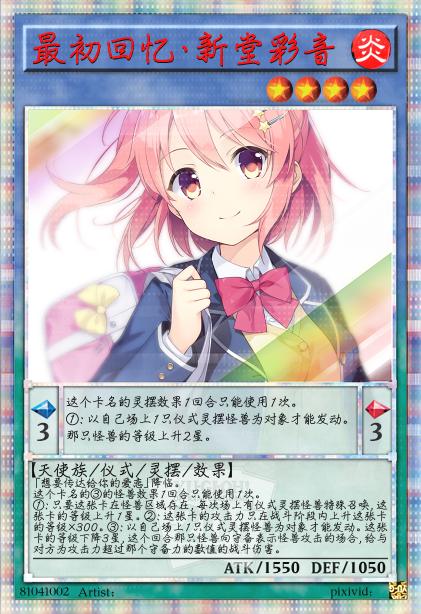 最初回忆·新堂彩音 炎
这个卡名的灵摆效果1回合只能使用1次。
①:以自己场上1只仪式灵摆怪兽为对象才能发动。
那只怪兽的等级上升2星。
3 3
【天使族/仪式/灵摆/效果】
「想要传达给你的爱恋」降临。
这个卡名的③的怪兽效果1回合只能使用1次。
①:只要这张卡在怪兽区域存在,每次场上有仪式灵摆怪兽特殊召唤,这
张卡的等级上升1星。②:这张卡的攻击力只在战斗阶段内上升这张卡
的等级×300。③:以自己场上1只仪式灵摆怪兽为对象才能发动。这张
卡的等级下降3星,这个回合那只怪兽向守备表示怪兽攻击的场合,给与
对方为攻击力超过那个守备力的数值的战斗伤害。
ATK/1550 DEF/1050
81041002 Artist: pixivid: